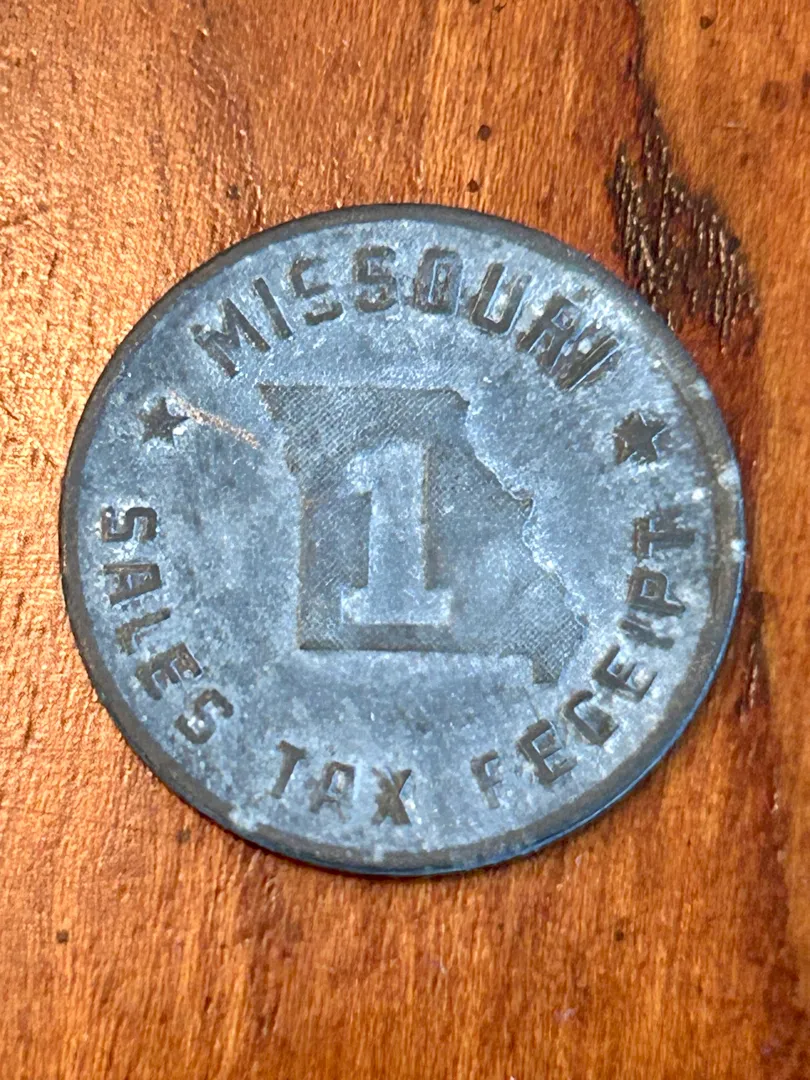 MISSOURI
1
SALES TAX RECEIPT